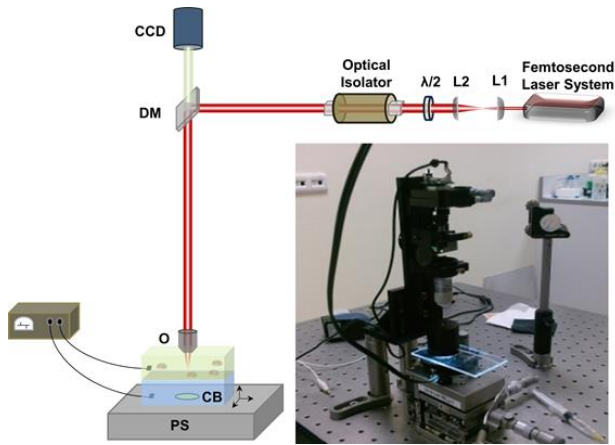 CCD
Optical
Isolator
λ/2
L2
L1
Femtosecond
Laser System
DM
O
CB
PS